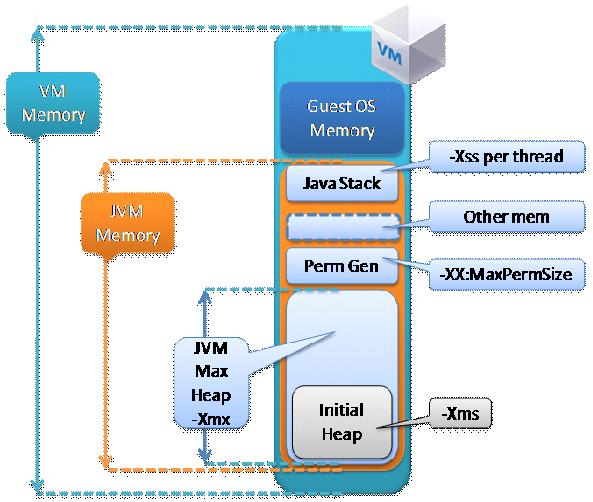 VM
VM
Memory
Guest OS
Memory
-Xss per thread
Java Stack
JVM
Memory
Other mem
Perm Gen
-XX:MaxPermSize
JVM
Max
Heap
-Xmx
Initial
Heap
-Xms